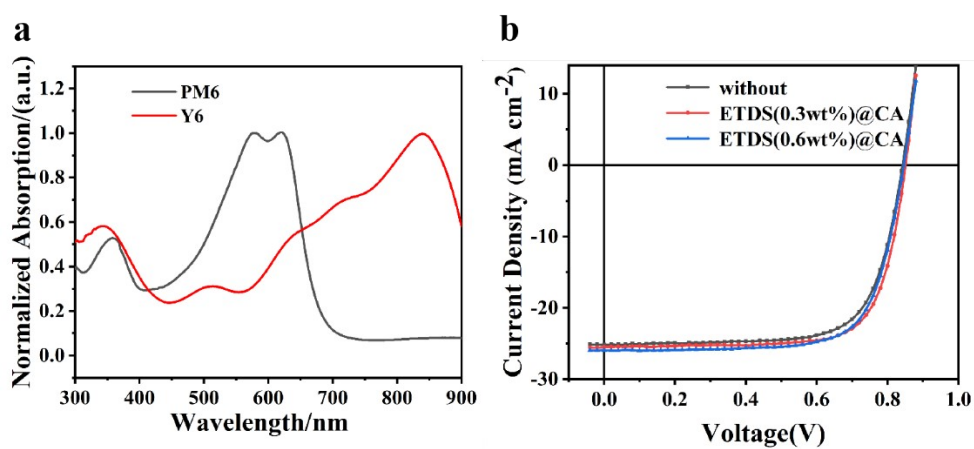 a
Normalized Absorption/(a.u.)
1.2
1.0
0.8
0.6
0.4
0.2
0.0
PM6
Y6
300 400 500 600 700 800 900
Wavelength/nm
b
Current Density (mA cm-2)
10
0
-10
-20
-30
without
ETDS(0.3wt%)@CA
ETDS(0.6wt%)@CA
0.0 0.2 0.4 0.6 0.8 1.0
Voltage(V)